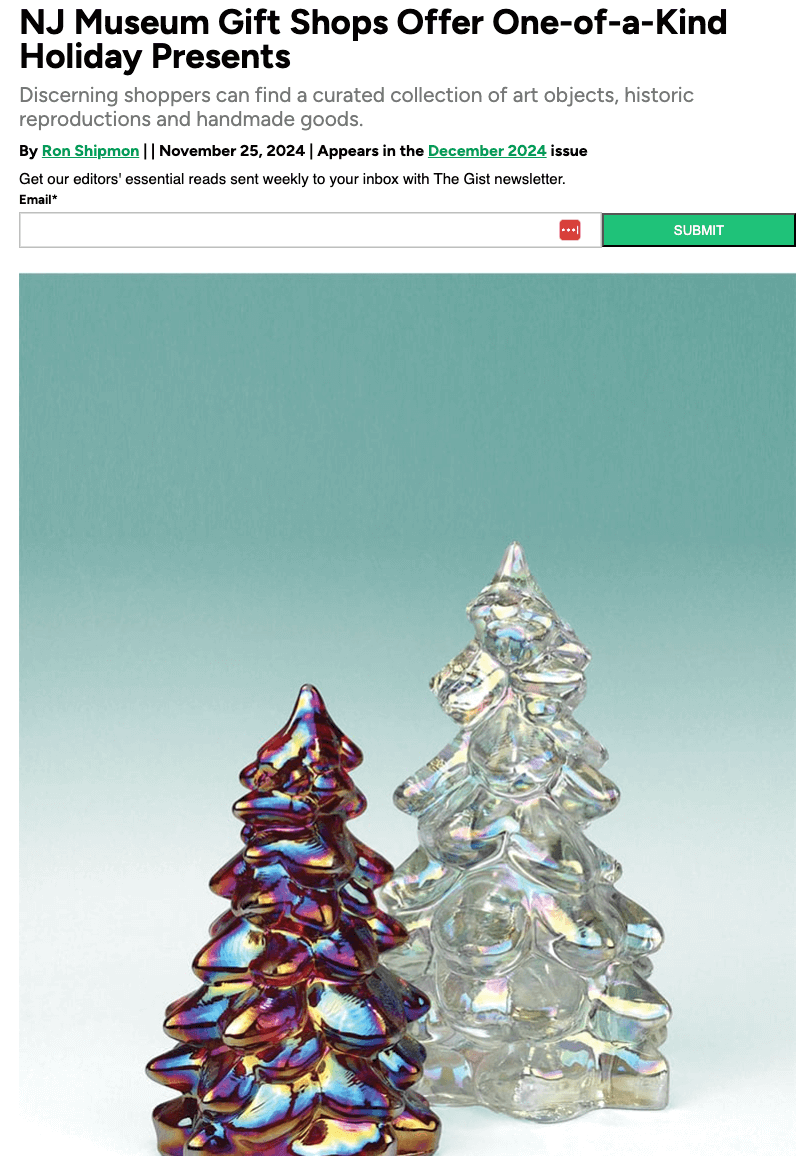 NJ Museum Gift Shops Offer One-of-a-Kind
Holiday Presents
Discerning shoppers can find a curated collection of art objects, historic
reproductions and handmade goods.
By Ron Shipmon | | November 25, 2024 | Appears in the December 2024 issue
Get our editors' essential reads sent weekly to your inbox with The Gist newsletter.
Email*
SUBMIT